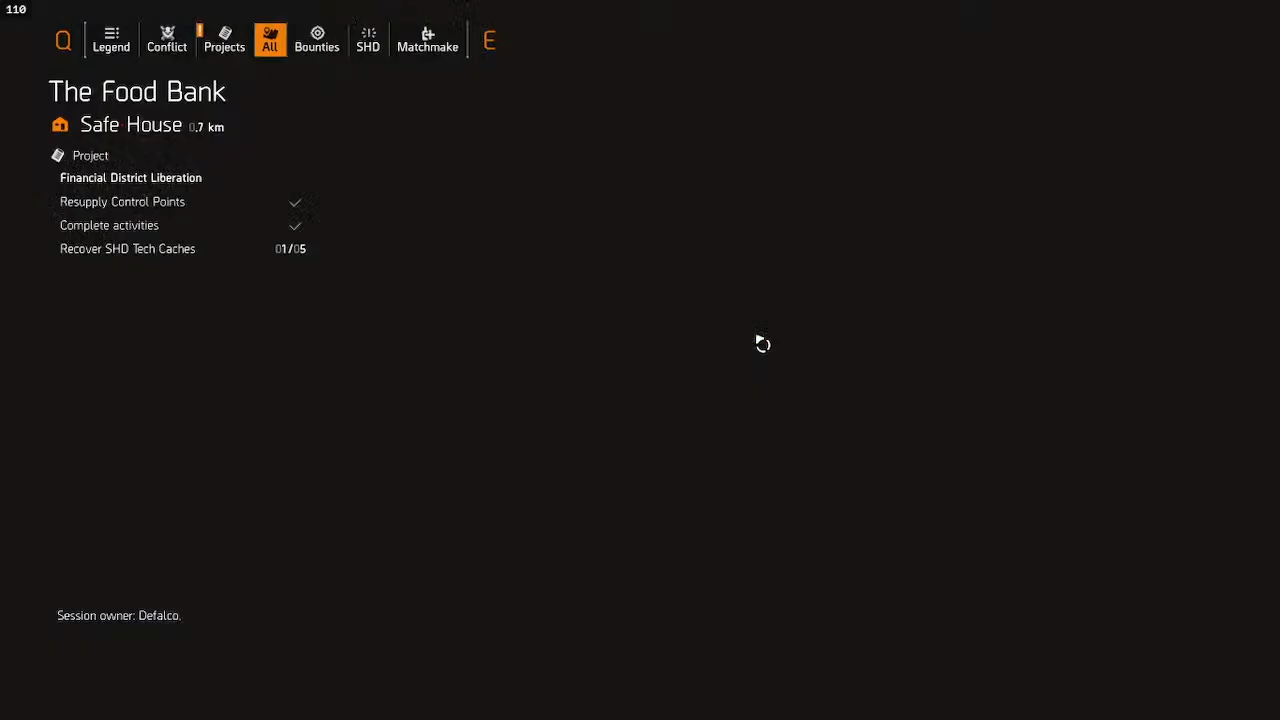 110
Q Legend Conflict Projects All Bounties SHD Matchmake E
The Food Bank
Safe House 0.7 km
Project
Financial District Liberation
Resupply Control Points
Complete activities
Recover SHD Tech Caches 01/05
Session owner: Defalco.